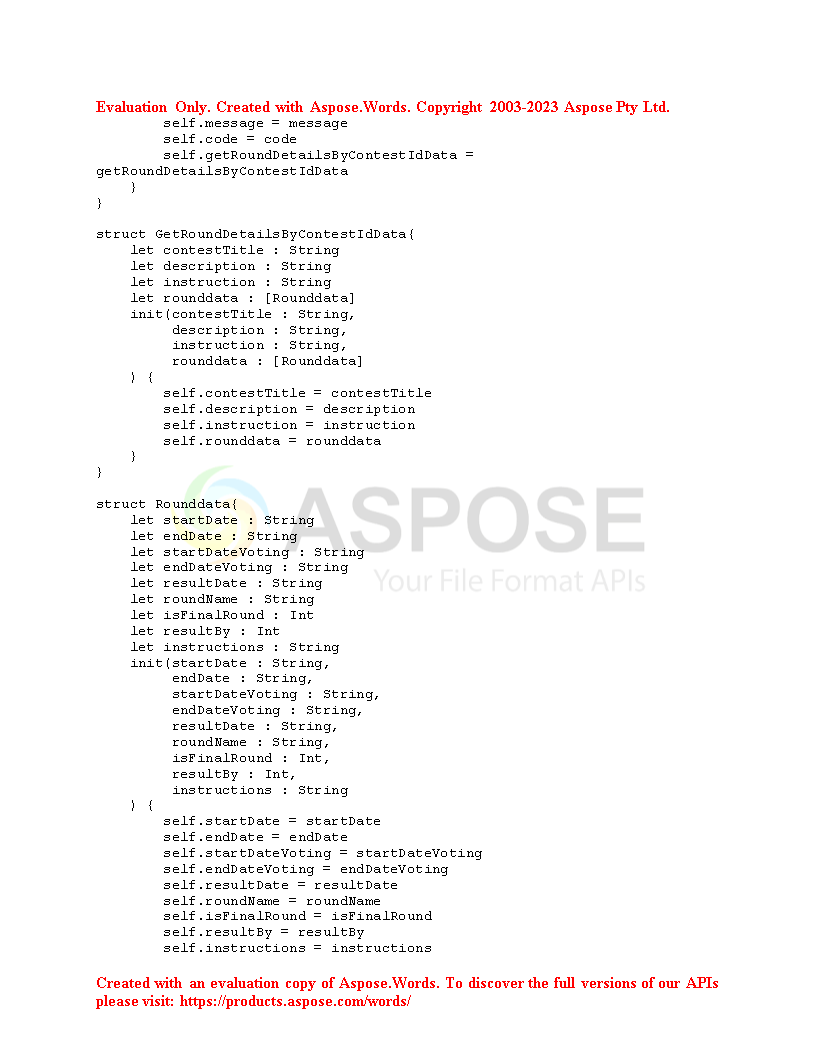 Evaluation Only. Created with Aspose.Words. Copyright 2003-2023 Aspose Pty Ltd.
        self.message = message
        self.code = code
        self.getRoundDetailsByContestIdData =
getRoundDetailsByContestIdData
    }
}

struct GetRoundDetailsByContestIdData{
    let contestTitle : String
    let description : String
    let instruction : String
    let rounddata : [Rounddata]
    init(contestTitle : String,
         description : String,
         instruction : String,
         rounddata : [Rounddata]
    ) {
        self.contestTitle = contestTitle
        self.description = description
        self.instruction = instruction
        self.rounddata = rounddata
    }
}

struct Rounddata{
    let startDate : String
    let endDate : String
    let startDateVoting : String
    let endDateVoting : String
    let resultDate : String
    let roundName : String
    let isFinalRound : Int
    let resultBy : Int
    let instructions : String
    init(startDate : String,
         endDate : String,
         startDateVoting : String,
         endDateVoting : String,
         resultDate : String,
         roundName : String,
         isFinalRound : Int,
         resultBy : Int,
         instructions : String
    ) {
        self.startDate = startDate
        self.endDate = endDate
        self.startDateVoting = startDateVoting
        self.endDateVoting = endDateVoting
        self.resultDate = resultDate
        self.roundName = roundName
        self.isFinalRound = isFinalRound
        self.resultBy = resultBy
        self.instructions = instructions
ASPOSE
Your File Format APIs
Created with an evaluation copy of Aspose.Words. To discover the full versions of our APIs
please visit: https://products.aspose.com/words/